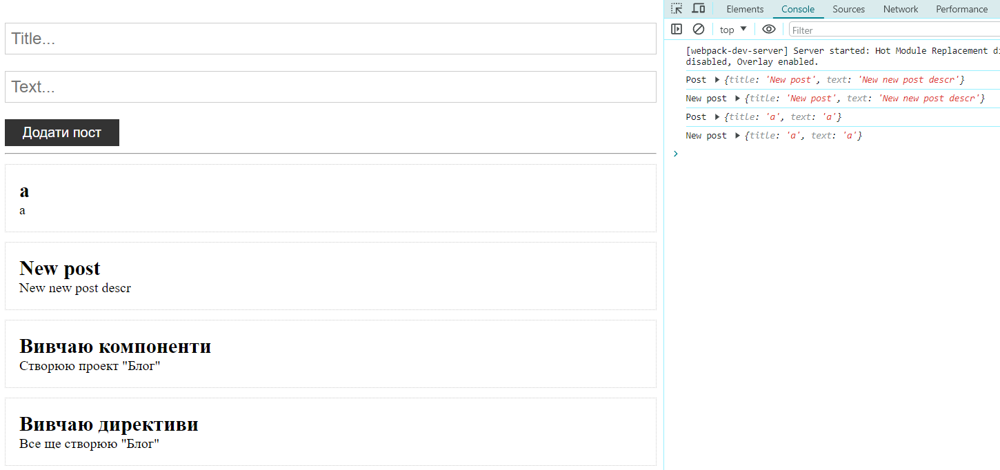 Title...
Text...
Додати пост
a
a
New post
New new post descr
Вивчаю компоненти
Створюю проект "Блог"
Вивчаю директиви
Все ще створюю "Блог"
Elements Console Sources Network Performance
top Filter
[webpack-dev-server] Server started: Hot Module Replacement di
disabled, Overlay enabled.
Post {title: 'New post', text: 'New new post descr'}
New post {title: 'New post', text: 'New new post descr'}
Post {title: 'a', text: 'a'}
New post {title: 'a', text: 'a'}